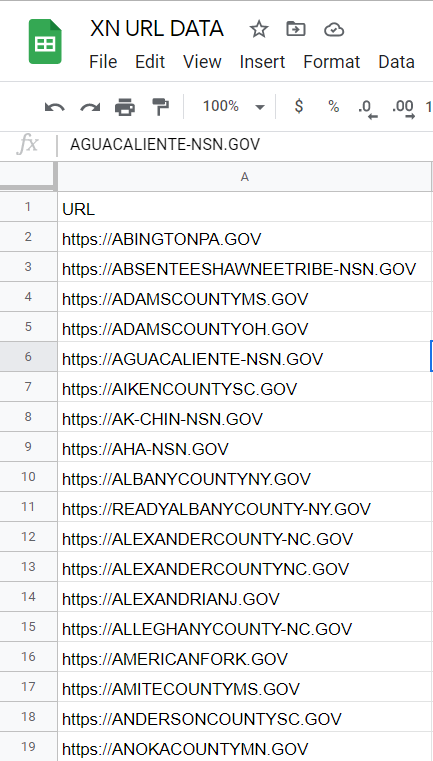 XN URL DATA
File Edit View Insert Format Data
100% $ % .0 .00 1
fx AGUACALIENTE-NSN.GOV
A
1 URL
2 https://ABINGTONPA.GOV
3 https://ABSENTEESHAWNEETRIBE-NSN.GOV
4 https://ADAMSCOUNTYMS.GOV
5 https://ADAMSCOUNTYOH.GOV
6 https://AGUACALIENTE-NSN.GOV
7 https://AIKENCOUNTYSC.GOV
8 https://AK-CHIN-NSN.GOV
9 https://AHA-NSN.GOV
10 https://ALBANYCOUNTYNY.GOV
11 https://READYALBANYCOUNTY-NY.GOV
12 https://ALEXANDERCOUNTY-NC.GOV
13 https://ALEXANDERCOUNTYNC.GOV
14 https://ALEXANDRIANJ.GOV
15 https://ALLEGHANYCOUNTY-NC.GOV
16 https://AMERICANFORK.GOV
17 https://AMITECOUNTYMS.GOV
18 https://ANDERSONCOUNTYSC.GOV
19 https://ANOKACOUNTYMN.GOV